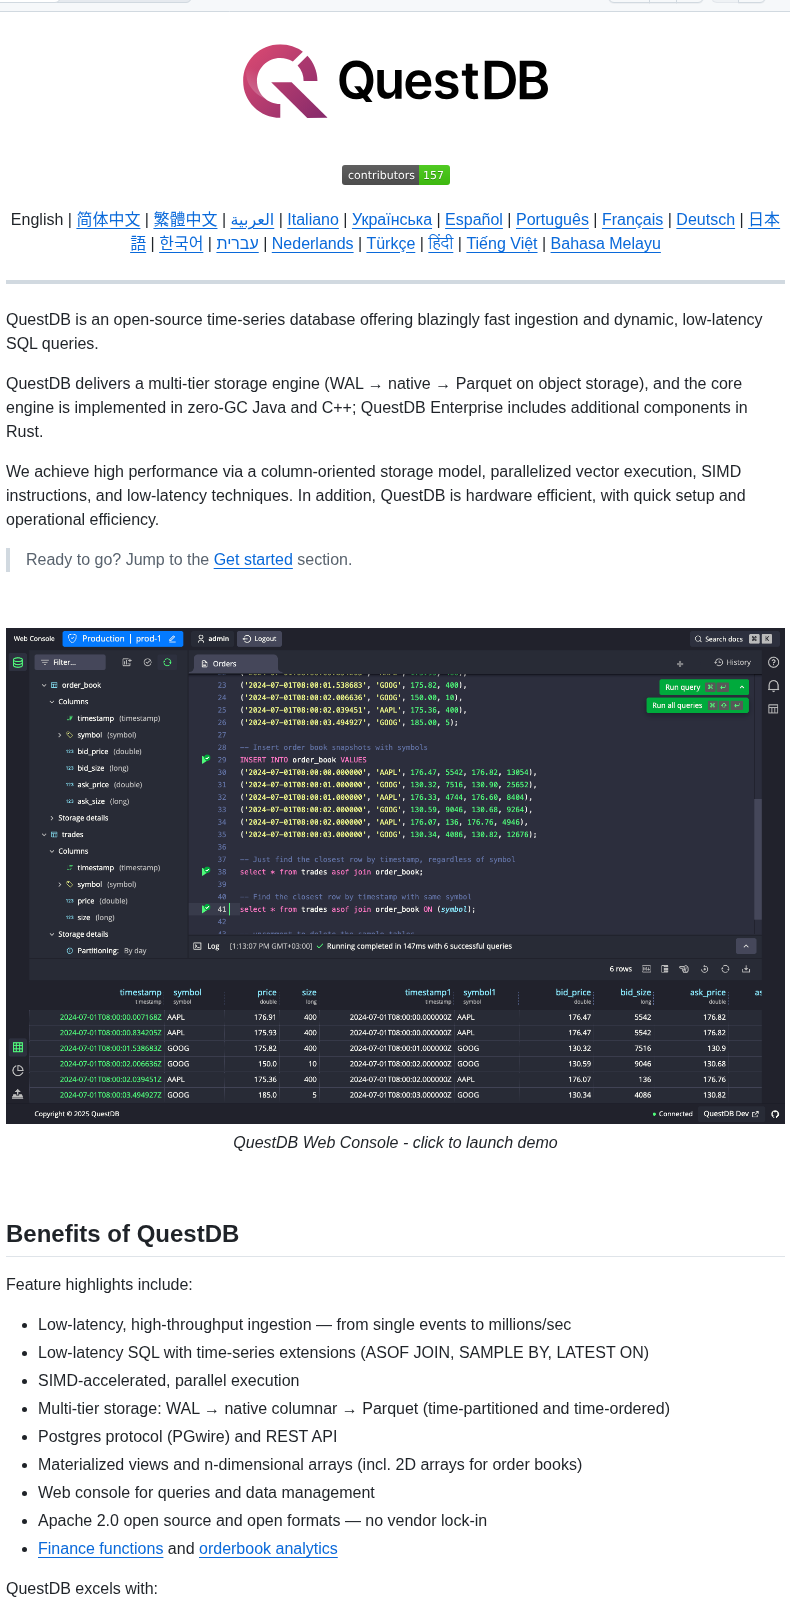 QuestDB
contributors 157
English | 简体中文 | 繁體中文 | العربية | Italiano | Українська | Español | Português | Français | Deutsch | 日本
語 | 한국어 | עברית | Nederlands | Türkçe | हिंदी | Tiếng Việt | Bahasa Melayu
QuestDB is an open-source time-series database offering blazingly fast ingestion and dynamic, low-latency
SQL queries.
QuestDB delivers a multi-tier storage engine (WAL → native → Parquet on object storage), and the core
engine is implemented in zero-GC Java and C++; QuestDB Enterprise includes additional components in
Rust.
We achieve high performance via a column-oriented storage model, parallelized vector execution, SIMD
instructions, and low-latency techniques. In addition, QuestDB is hardware efficient, with quick setup and
operational efficiency.
Ready to go? Jump to the Get started section.
Web Console Production | prod-1 admin Logout Search docs ⌘ K
Filter... Orders History
Run query
Run all queries
order_book
Columns
timestamp (timestamp)
symbol (symbol)
bid_price (double)
bid_size (long)
ask_price (double)
ask_size (long)
Storage details
trades
Columns
timestamp (timestamp)
symbol (symbol)
price (double)
size (long)
Storage details
Partitioning: By day
23 ('2024-07-01T08:00:01.538683', 'GOOG', 175.82, 400),
24 ('2024-07-01T08:00:02.006636', 'GOOG', 150.00, 10),
25 ('2024-07-01T08:00:02.039451', 'AAPL', 175.36, 400),
26 ('2024-07-01T08:00:03.494927', 'GOOG', 185.00, 5);
27
28 -- Insert order book snapshots with symbols
29 INSERT INTO order_book VALUES
30 ('2024-07-01T08:00:00.000000', 'AAPL', 176.47, 5542, 176.82, 13054),
31 ('2024-07-01T08:00:01.000000', 'GOOG', 130.32, 7516, 130.90, 25652),
32 ('2024-07-01T08:00:01.000000', 'AAPL', 176.33, 4744, 176.60, 8404),
33 ('2024-07-01T08:00:02.000000', 'GOOG', 130.59, 9046, 130.68, 9264),
34 ('2024-07-01T08:00:02.000000', 'AAPL', 176.07, 136, 176.76, 4946),
35 ('2024-07-01T08:00:03.000000', 'GOOG', 130.34, 4086, 130.82, 12676);
36
37 -- Just find the closest row by timestamp, regardless of symbol
38 select * from trades asof join order_book;
39
40 -- Find the closest row by timestamp with same symbol
41 select * from trades asof join order_book ON (symbol);
42
Log [1:13:07 PM GMT+03:00] Running completed in 147ms with 6 successful queries
6 rows
timestamp symbol price size timestamp1 symbol1 bid_price bid_size ask_price as
timestamp symbol double long timestamp symbol double long double
2024-07-01T08:00:00.007168Z AAPL 176.91 400 2024-07-01T08:00:00.000000Z AAPL 176.47 5542 176.82
2024-07-01T08:00:00.834205Z AAPL 175.93 400 2024-07-01T08:00:00.000000Z AAPL 176.47 5542 176.82
2024-07-01T08:00:01.538683Z GOOG 175.82 400 2024-07-01T08:00:01.000000Z GOOG 130.32 7516 130.9
2024-07-01T08:00:02.006636Z GOOG 150.0 10 2024-07-01T08:00:02.000000Z GOOG 130.59 9046 130.68
2024-07-01T08:00:02.039451Z AAPL 175.36 400 2024-07-01T08:00:02.000000Z AAPL 176.07 136 176.76
2024-07-01T08:00:03.494927Z GOOG 185.0 5 2024-07-01T08:00:03.000000Z GOOG 130.34 4086 130.82
Copyright © 2025 QuestDB Connected QuestDB Dev
QuestDB Web Console - click to launch demo
Benefits of QuestDB
Feature highlights include:
Low-latency, high-throughput ingestion — from single events to millions/sec
Low-latency SQL with time-series extensions (ASOF JOIN, SAMPLE BY, LATEST ON)
SIMD-accelerated, parallel execution
Multi-tier storage: WAL → native columnar → Parquet (time-partitioned and time-ordered)
Postgres protocol (PGwire) and REST API
Materialized views and n-dimensional arrays (incl. 2D arrays for order books)
Web console for queries and data management
Apache 2.0 open source and open formats — no vendor lock-in
Finance functions and orderbook analytics
QuestDB excels with: